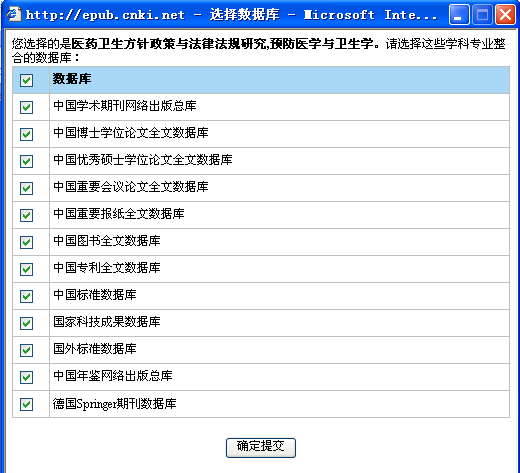 http://epub.cnki.net - 选择数据库 - Microsoft Inte...
您选择的是医药卫生方针政策与法律法规研究,预防医学与卫生学。请选择这些学科专业整
合的数据库：
数据库
中国学术期刊网络出版总库
中国博士学位论文全文数据库
中国优秀硕士学位论文全文数据库
中国重要会议论文全文数据库
中国重要报纸全文数据库
中国图书全文数据库
中国专利全文数据库
中国标准数据库
国家科技成果数据库
国外标准数据库
中国年鉴网络出版总库
德国Springer期刊数据库
确定提交